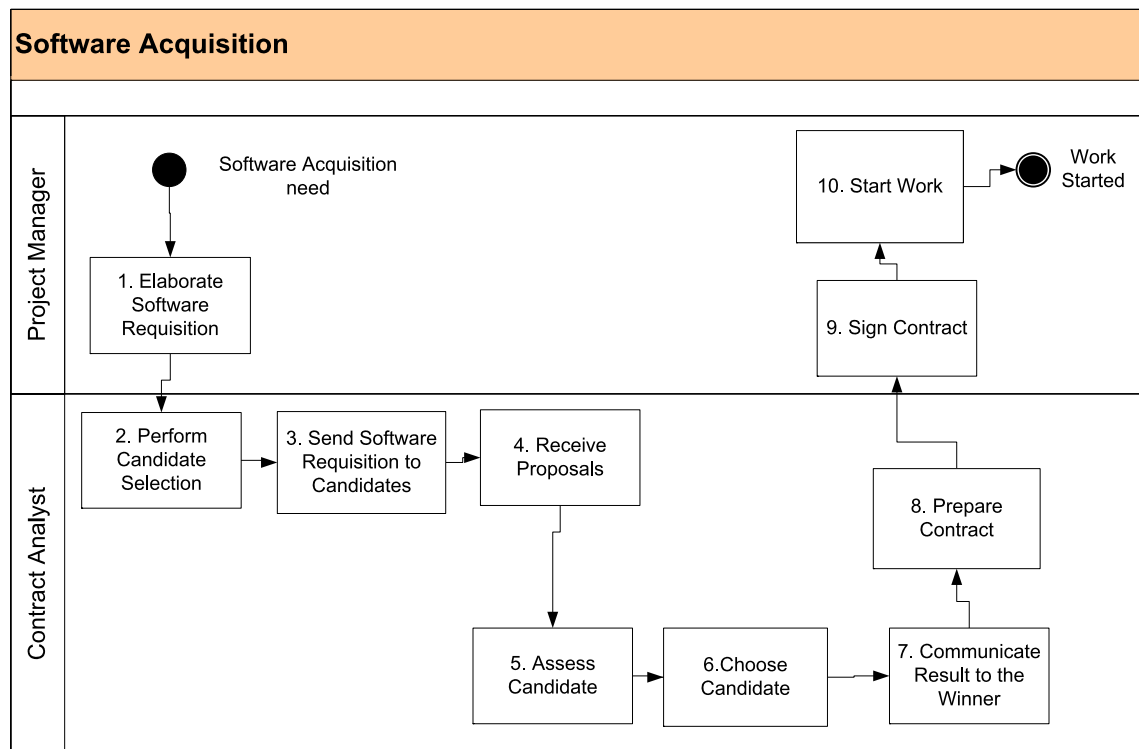 Software Acquisition
Project Manager
Software Acquisition
need
1. Elaborate
Software
Requisition
10. Start Work
Work
Started
9. Sign Contract
Contract Analyst
2. Perform
Candidate
Selection
3. Send Software
Requisition to
Candidates
4. Receive
Proposals
5. Assess
Candidate
6.Choose
Candidate
7. Communicate
Result to the
Winner
8. Prepare
Contract